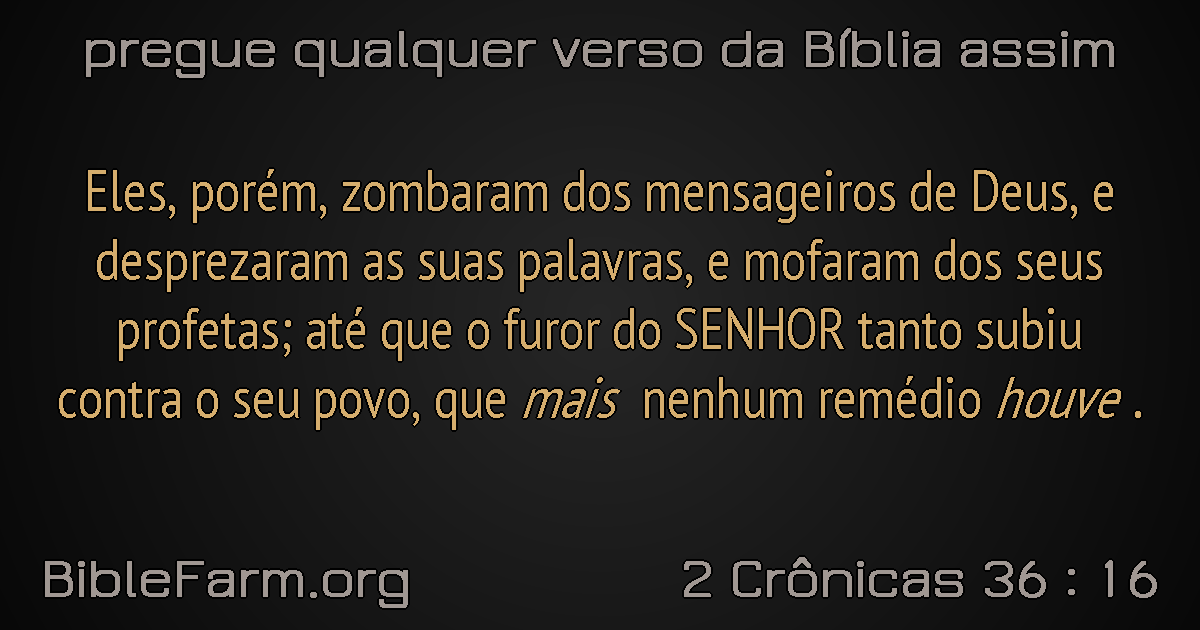 pregue qualquer verso da Bíblia assim
Eles, porém, zombaram dos mensageiros de Deus, e
desprezaram as suas palavras, e mofaram dos seus
profetas; até que o furor do SENHOR tanto subiu
contra o seu povo, que mais nenhum remédio houve .
BibleFarm.org 2 Crônicas 36 : 16